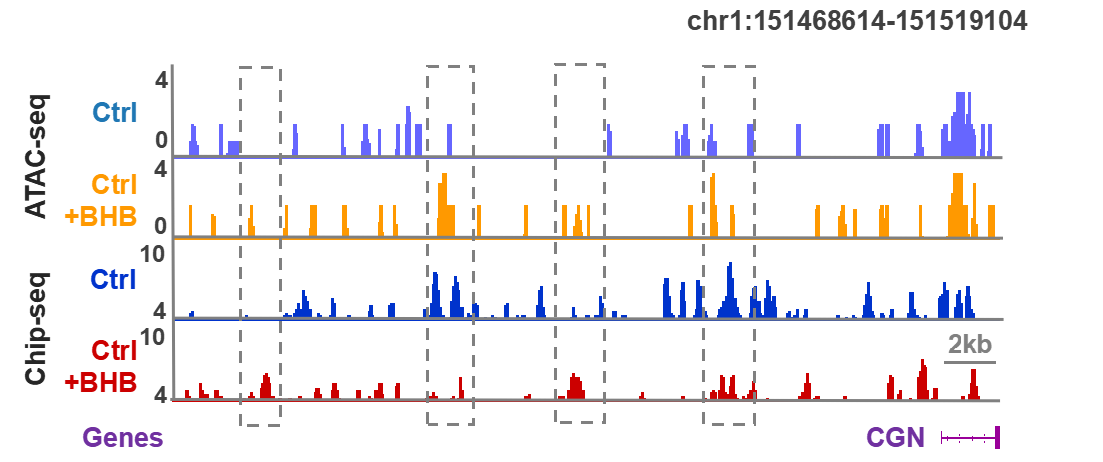 chr1:151468614-151519104
ATAC-seq
Ctrl
4
0
Ctrl
+BHB
4
0
Chip-seq
Ctrl
10
4
Ctrl
+BHB
10
4
2kb
Genes
CGN